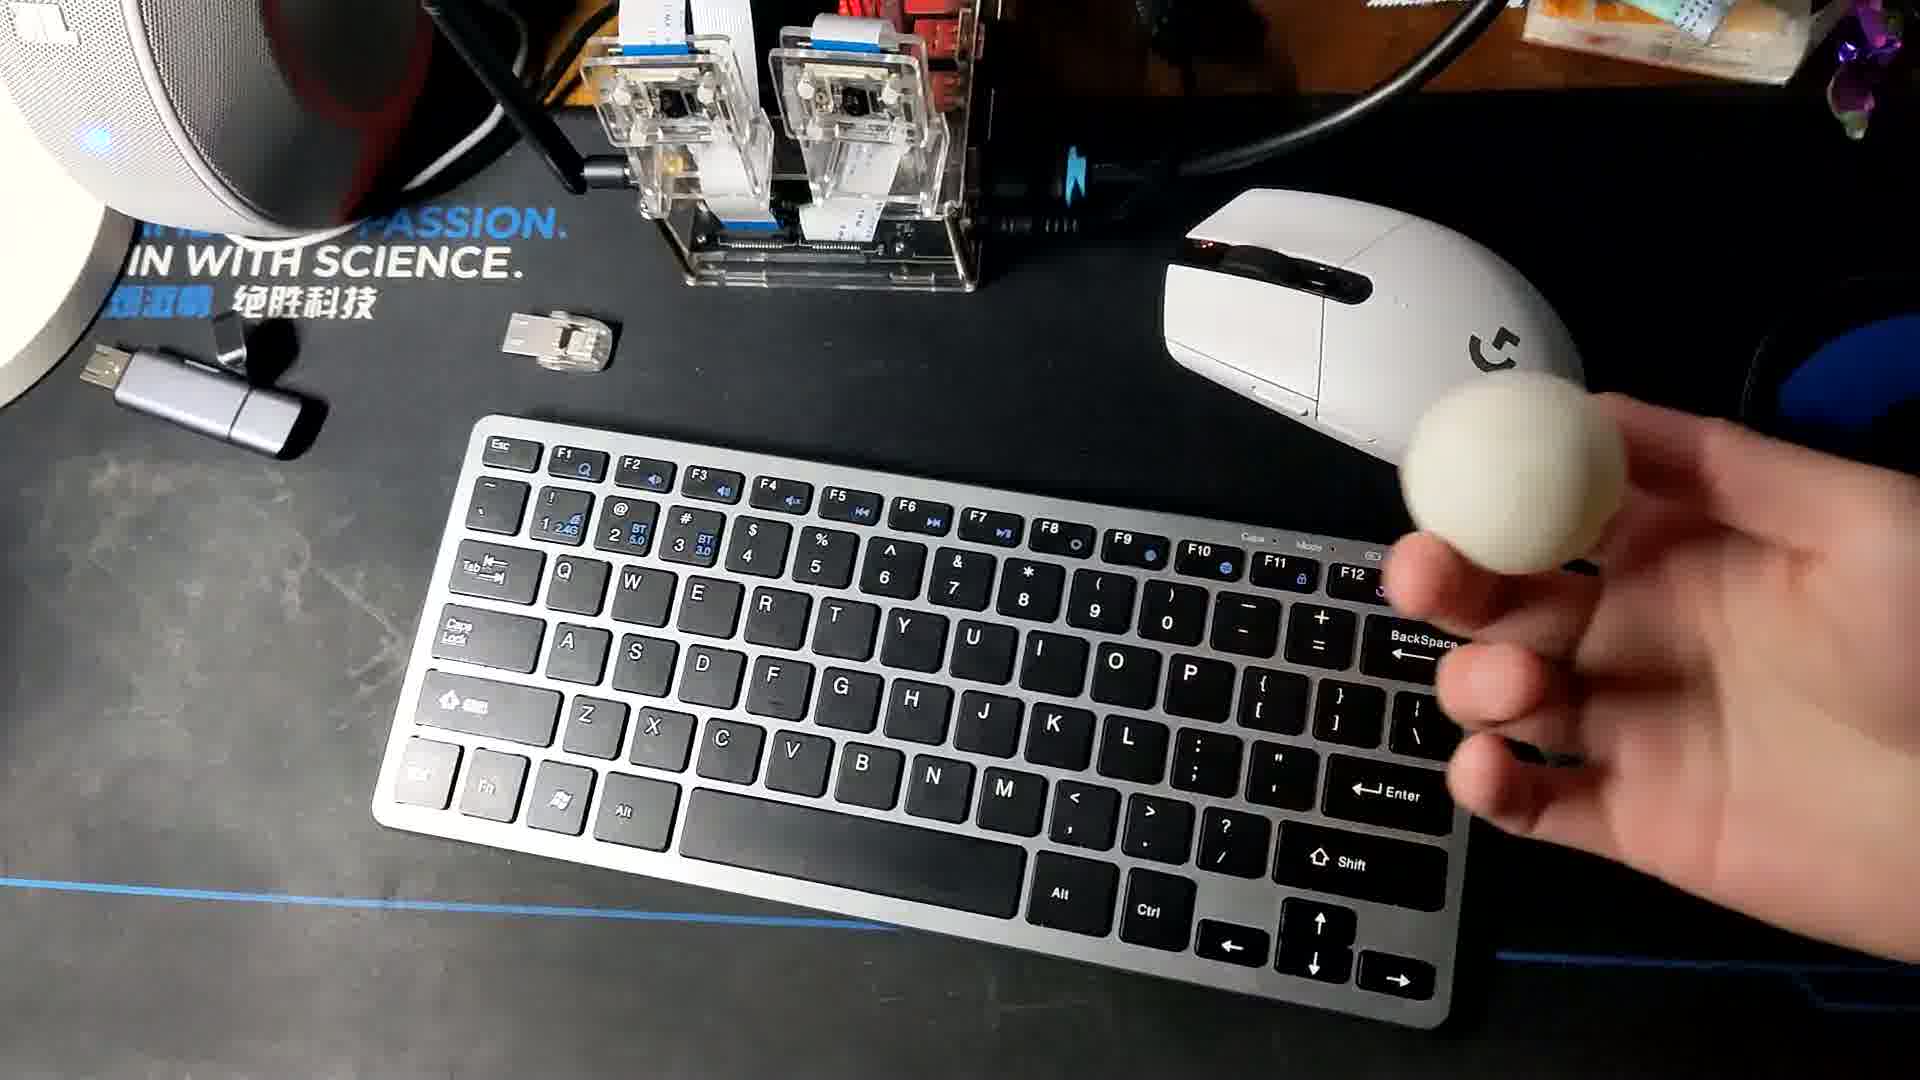 PASSION.
IN WITH SCIENCE.
绝胜科技
Esc F1 F2 F3 F4 F5 F6 F7 F8 F9 F10 F11 F12
Caps Mode
~ ` ! 1 2.4G @ 2 BT 5.0 # 3 BT 3.0 $ 4 % 5 ^ 6 & 7 * 8 ( 9 ) 0 — - + = BackSpace
Tab Q W E R T Y U I O P { [ } ] | \
Caps Lock A S D F G H J K L : ; " ' Enter
Z X C V B N M < , > . ? / Shift
Fn Alt Alt Ctrl ← ↑ ↓ →